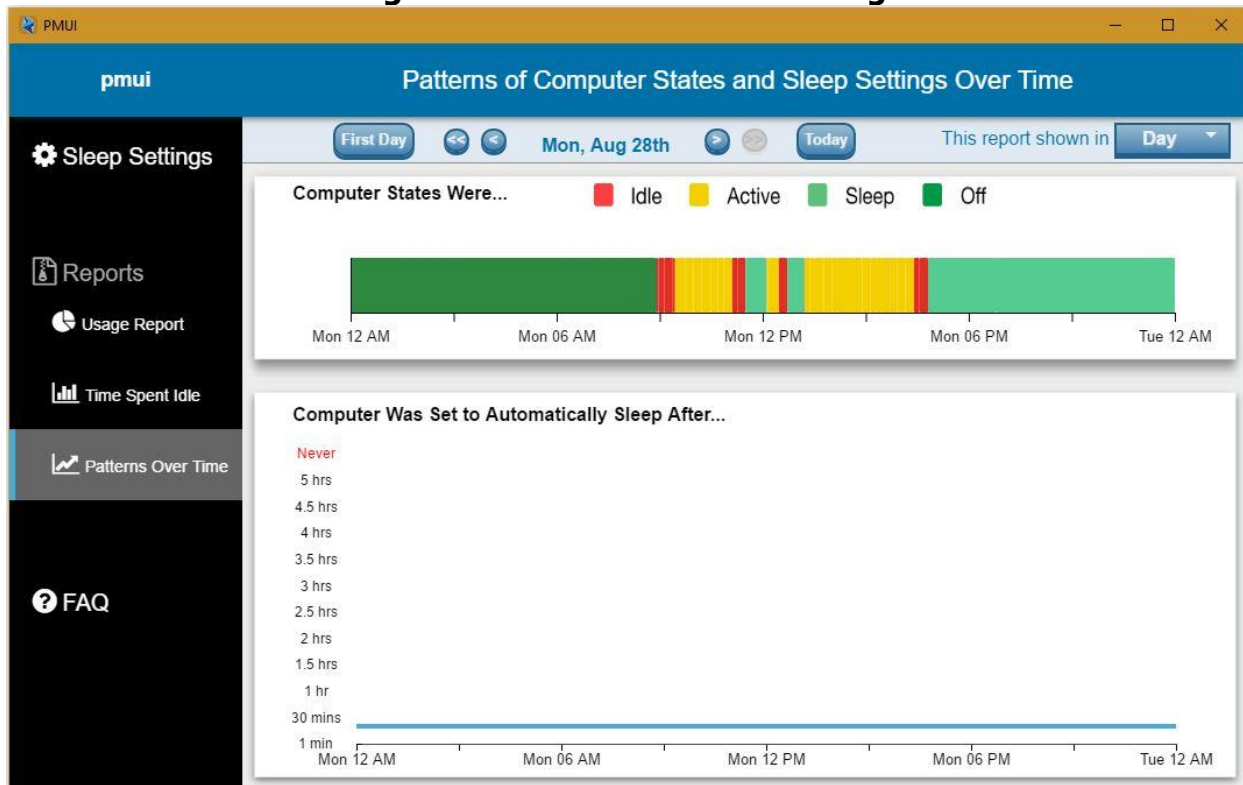 PMUI
pmui
Patterns of Computer States and Sleep Settings Over Time
Sleep Settings
Reports
Usage Report
Time Spent Idle
Patterns Over Time
FAQ
First Day << < Mon, Aug 28th > >> Today This report shown in Day
Computer States Were... Idle Active Sleep Off
Mon 12 AM Mon 06 AM Mon 12 PM Mon 06 PM Tue 12 AM
Computer Was Set to Automatically Sleep After...
Never
5 hrs
4.5 hrs
4 hrs
3.5 hrs
3 hrs
2.5 hrs
2 hrs
1.5 hrs
1 hr
30 mins
1 min
Mon 12 AM Mon 06 AM Mon 12 PM Mon 06 PM Tue 12 AM